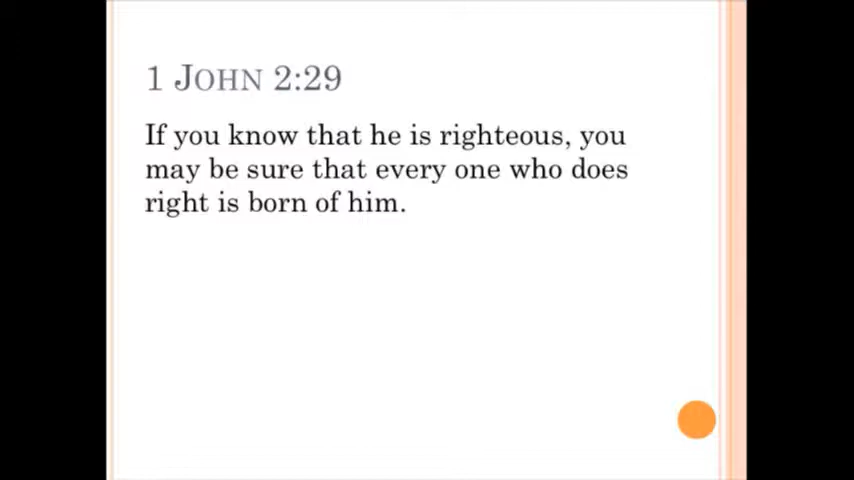 1 JOHN 2:29
If you know that he is righteous, you
may be sure that every one who does
right is born of him.